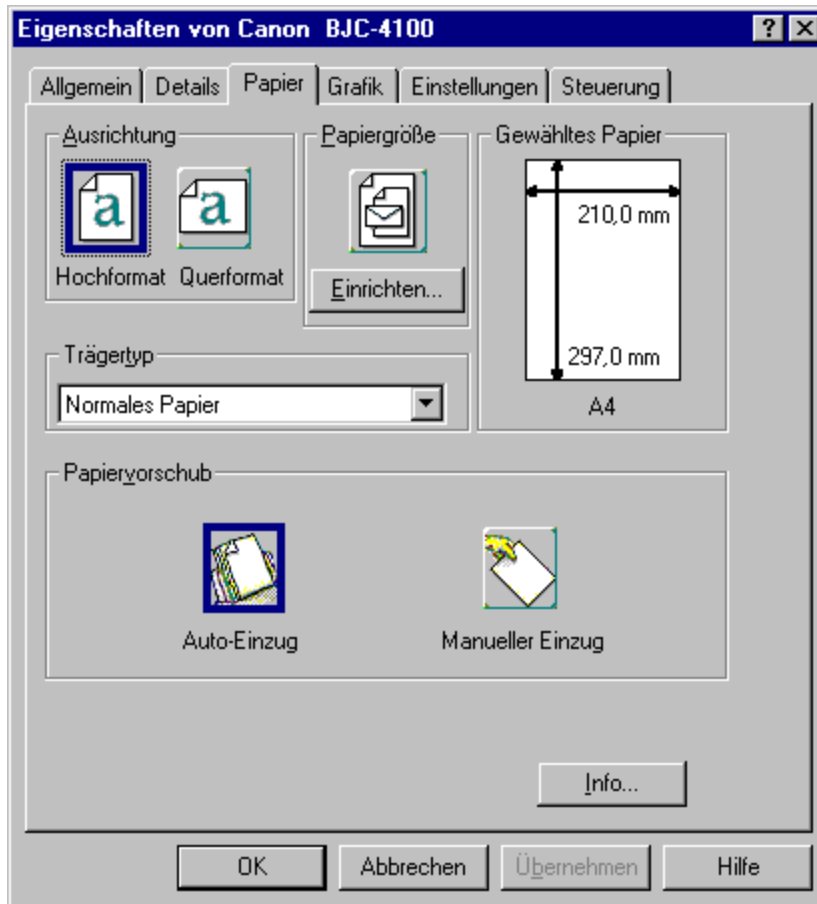 Eigenschaften von Canon BJC-4100
Allgemein Details Papier Grafik Einstellungen Steuerung
Ausrichtung
Hochformat Querformat
Papiergröße
Einrichten...
Gewähltes Papier
210,0 mm
297,0 mm
A4
Trägertyp
Normales Papier
Papiervorschub
Auto-Einzug Manueller Einzug
Info...
OK Abbrechen Übernehmen Hilfe